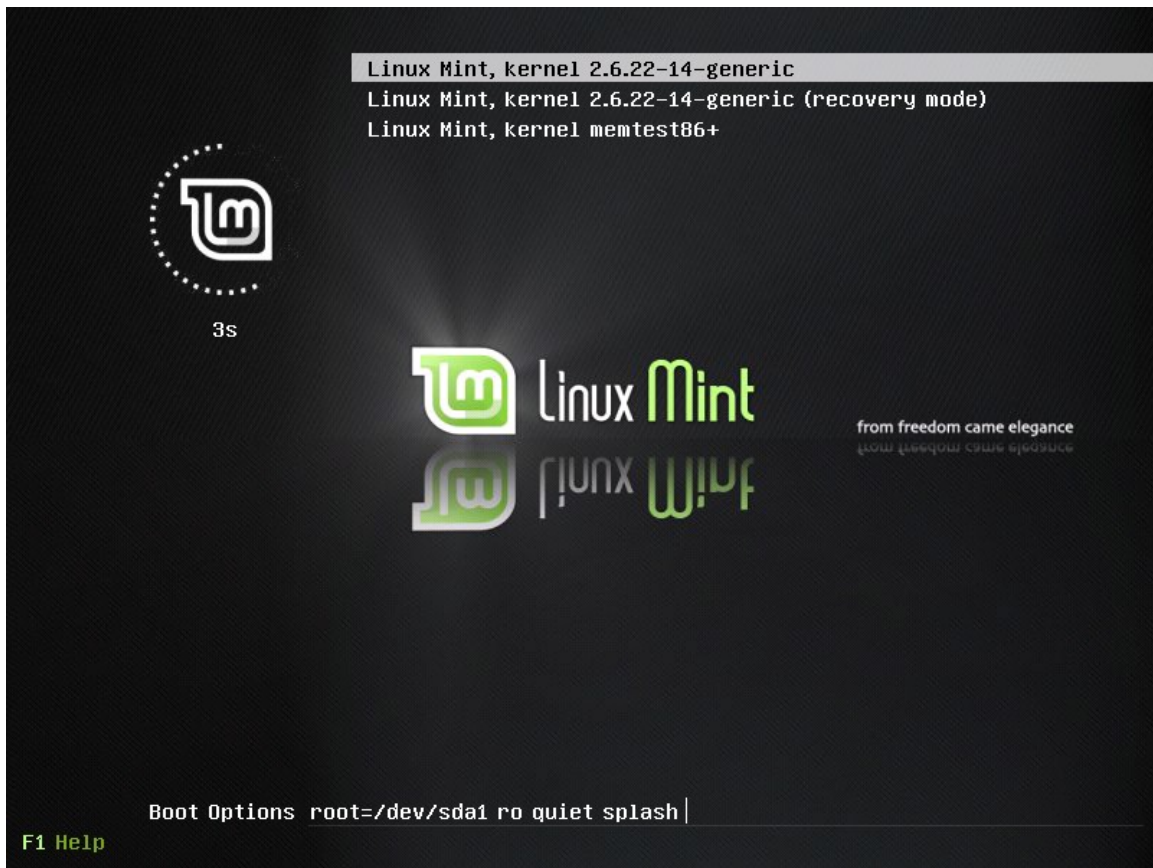 Linux Mint, kernel 2.6.22-14-generic
Linux Mint, kernel 2.6.22-14-generic (recovery mode)
Linux Mint, kernel memtest86+
lm
3s
lm Linux Mint
from freedom came elegance
Boot Options root=/dev/sda1 ro quiet splash
F1 Help